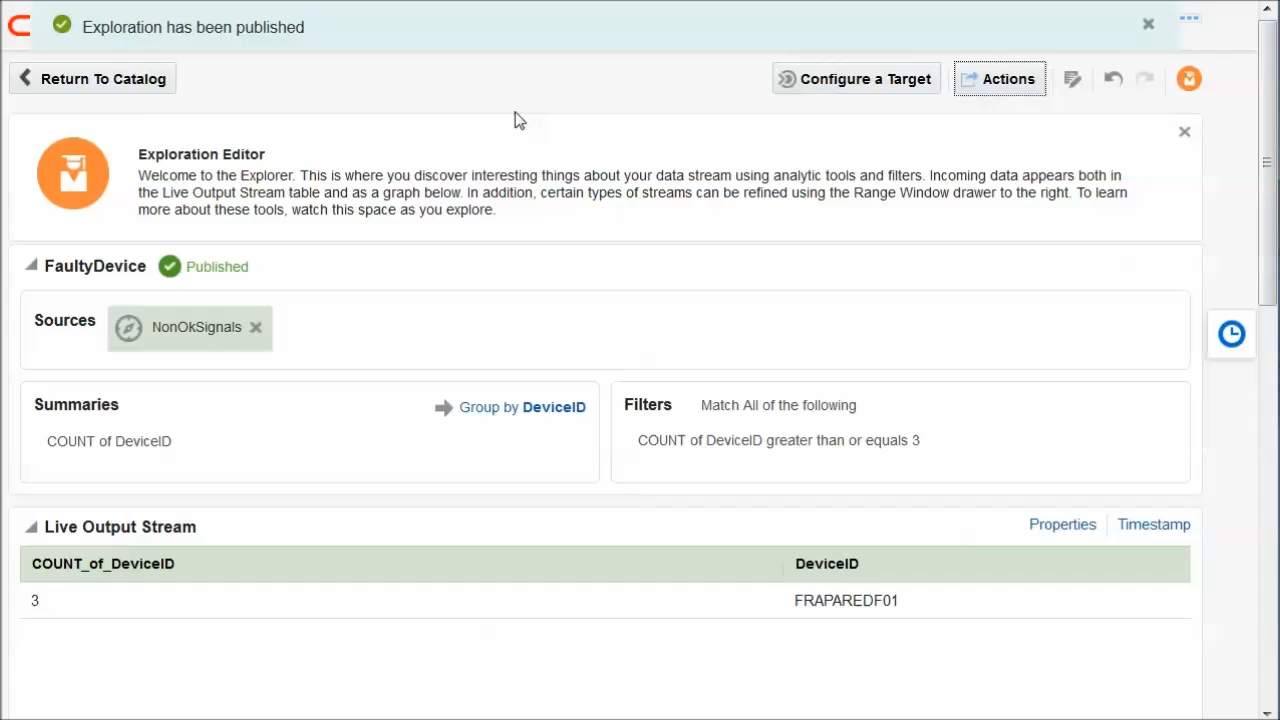 Exploration has been published
Return To Catalog
Configure a Target
Actions
Exploration Editor
Welcome to the Explorer. This is where you discover interesting things about your data stream using analytic tools and filters. Incoming data appears both in
the Live Output Stream table and as a graph below. In addition, certain types of streams can be refined using the Range Window drawer to the right. To learn
more about these tools, watch this space as you explore.
FaultyDevice Published
Sources NonOkSignals
Summaries Group by DeviceID
COUNT of DeviceID
Filters Match All of the following
COUNT of DeviceID greater than or equals 3
Live Output Stream
Properties Timestamp
COUNT_of_DeviceID DeviceID
3 FRAPAREDF01